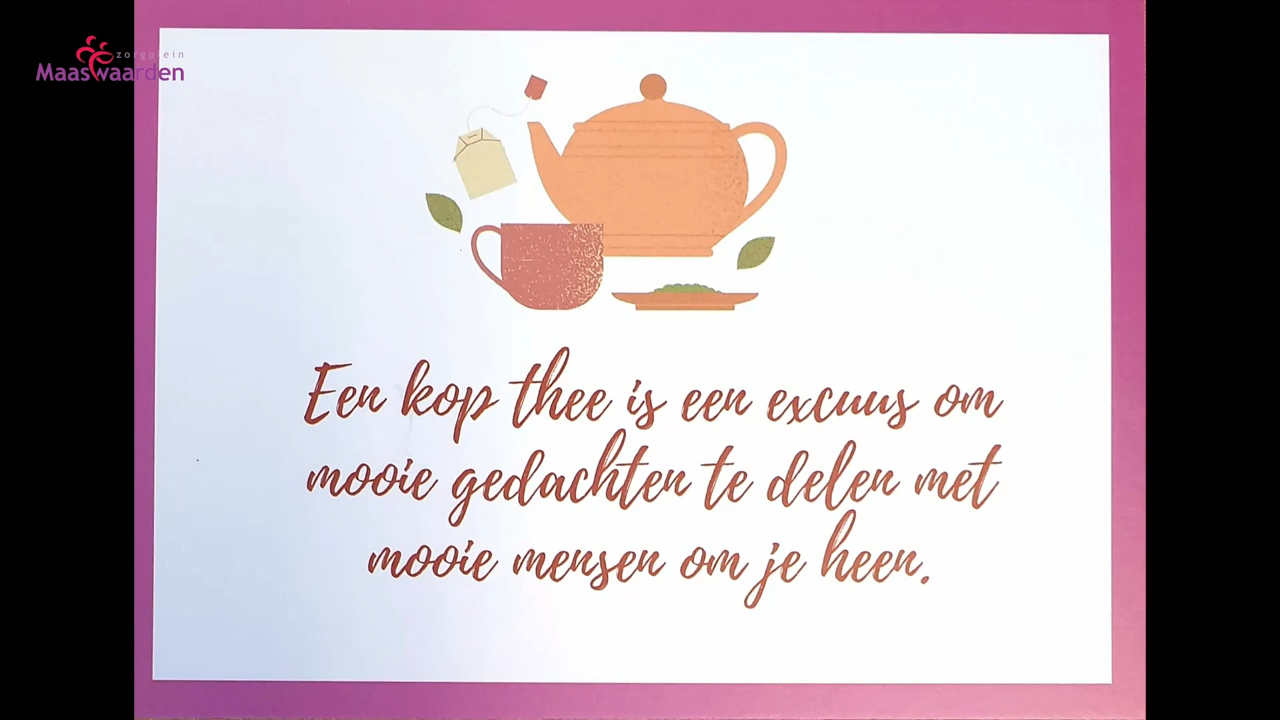 zorgplein
Maaswaarden
Een kop thee is een excuus om
mooie gedachten te delen met
mooie mensen om je heen.